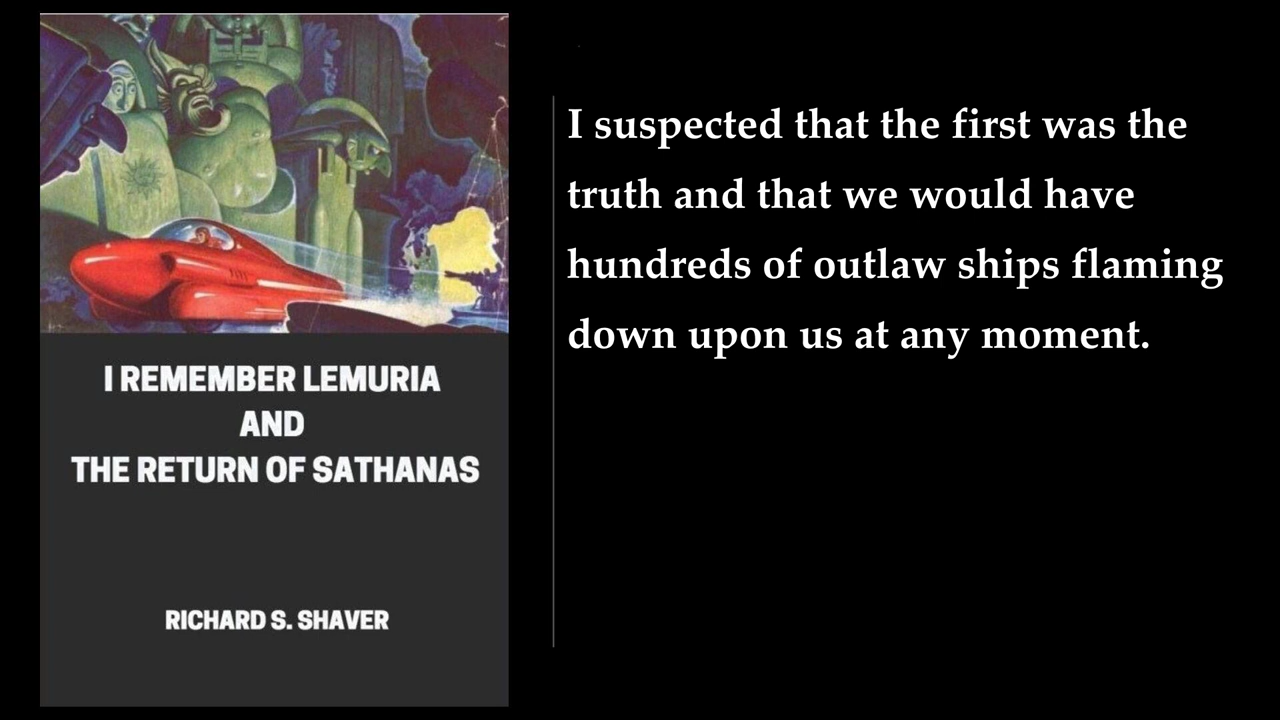 I REMEMBER LEMURIA
AND
THE RETURN OF SATHANAS
RICHARD S. SHAVER
I suspected that the first was the
truth and that we would have
hundreds of outlaw ships flaming
down upon us at any moment.